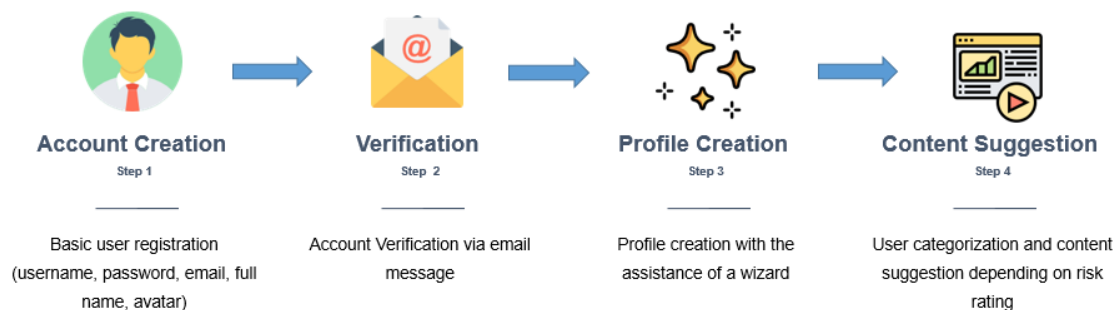 @
Account Creation
Step 1
Basic user registration
(username, password, email, full
name, avatar)
Verification
Step 2
Account Verification via email
message
Profile Creation
Step 3
Profile creation with the
assistance of a wizard
Content Suggestion
Step 4
User categorization and content
suggestion depending on risk
rating